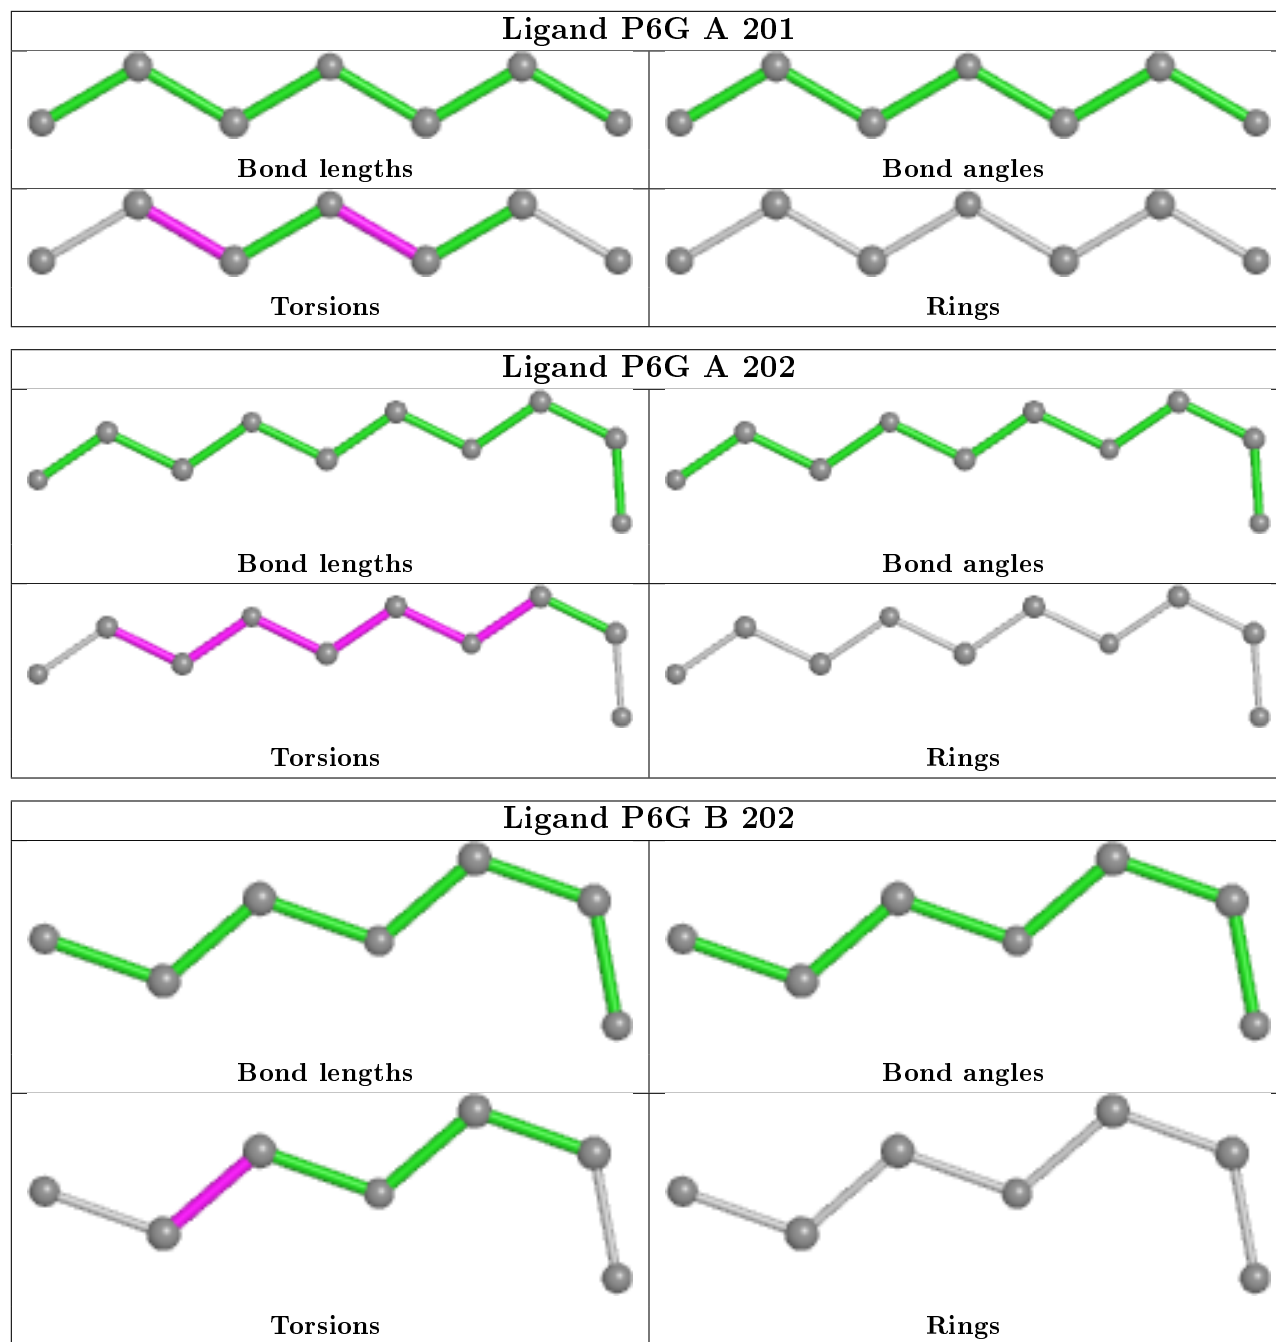 Ligand P6G A 201
Bond lengths
Bond angles
Torsions
Rings
Ligand P6G A 202
Bond lengths
Bond angles
Torsions
Rings
Ligand P6G B 202
Bond lengths
Bond angles
Torsions
Rings